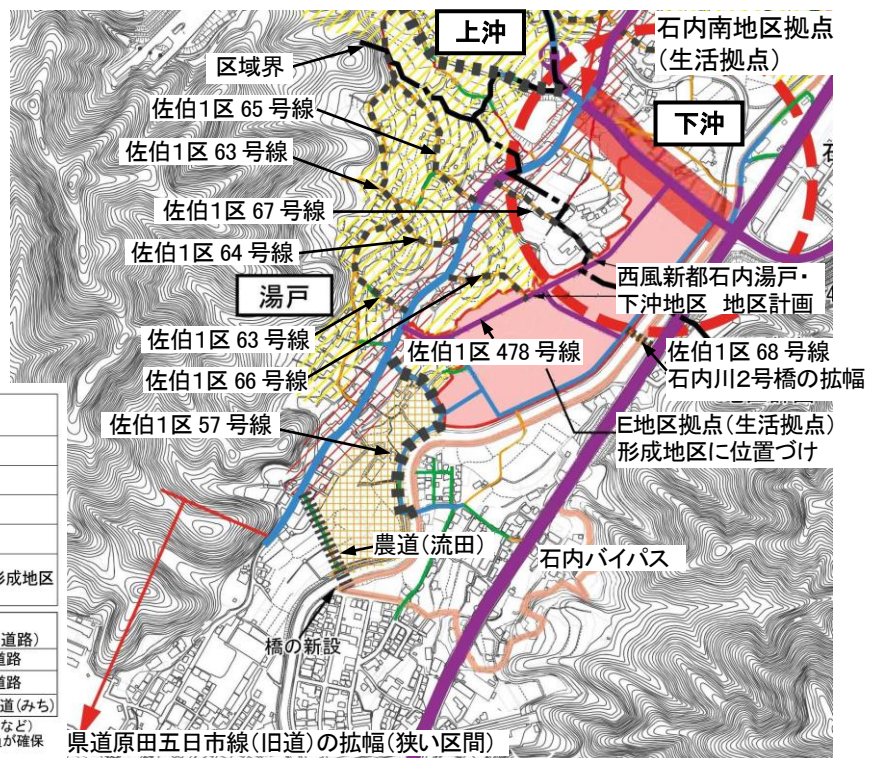 上沖
石内南地区拠点
(生活拠点)
区域界
佐伯1区 65 号線
下沖
佐伯1区 63 号線
佐伯1区 67 号線
佐伯1区 64 号線
西風新都石内湯戸・
下沖地区 地区計画
湯戸
佐伯1区 63 号線
佐伯1区 478 号線
佐伯1区 68 号線
石内川2号橋の拡幅
佐伯1区 66 号線
佐伯1区 57 号線
E地区拠点(生活拠点)
形成地区に位置づけ
農道(流田)
石内バイパス
形成地区
橋の新設
道路)
道路
道路
道(みち)
など)
が確保
県道原田五日市線(旧道)の拡幅(狭い区間)